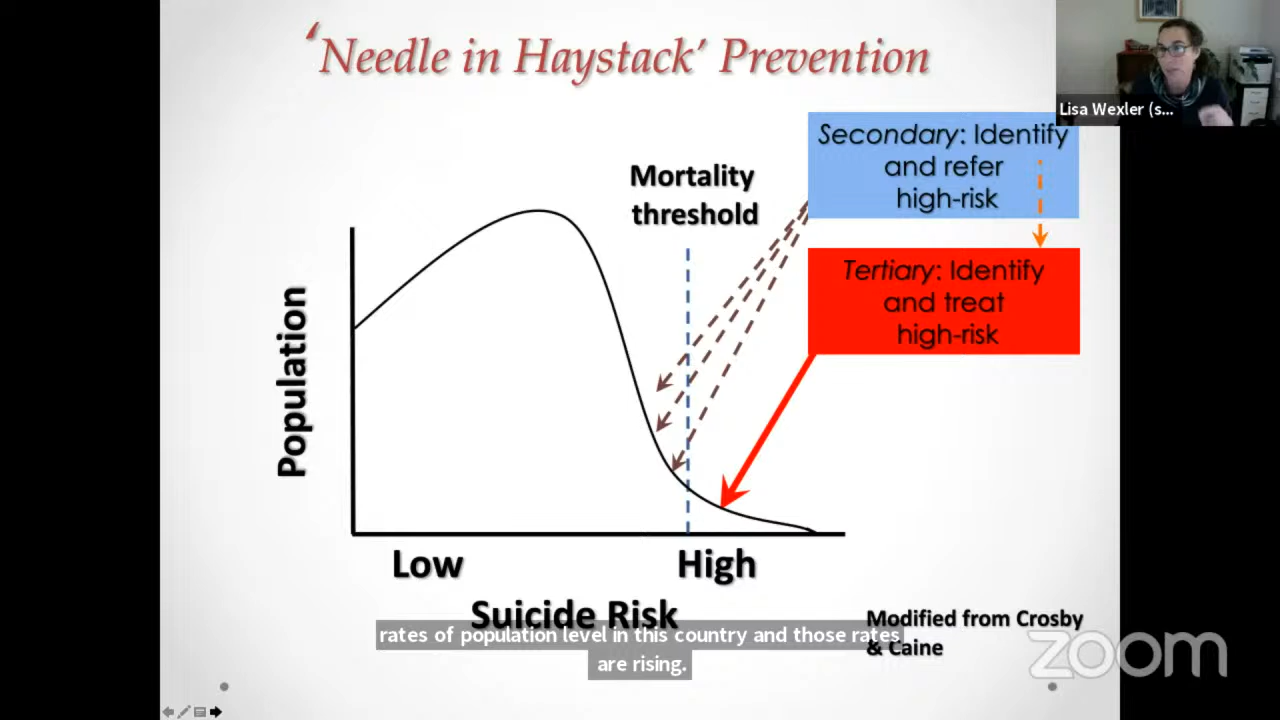 ‘Needle in Haystack’ Prevention
Lisa Wexler (s...
Secondary: Identify
and refer
high-risk
Mortality
threshold
Tertiary: Identify
and treat
high-risk
Population
Low
High
Suicide Risk
rates of population level in this country and those rates
are rising.
Modified from Crosby
& Caine
zoom